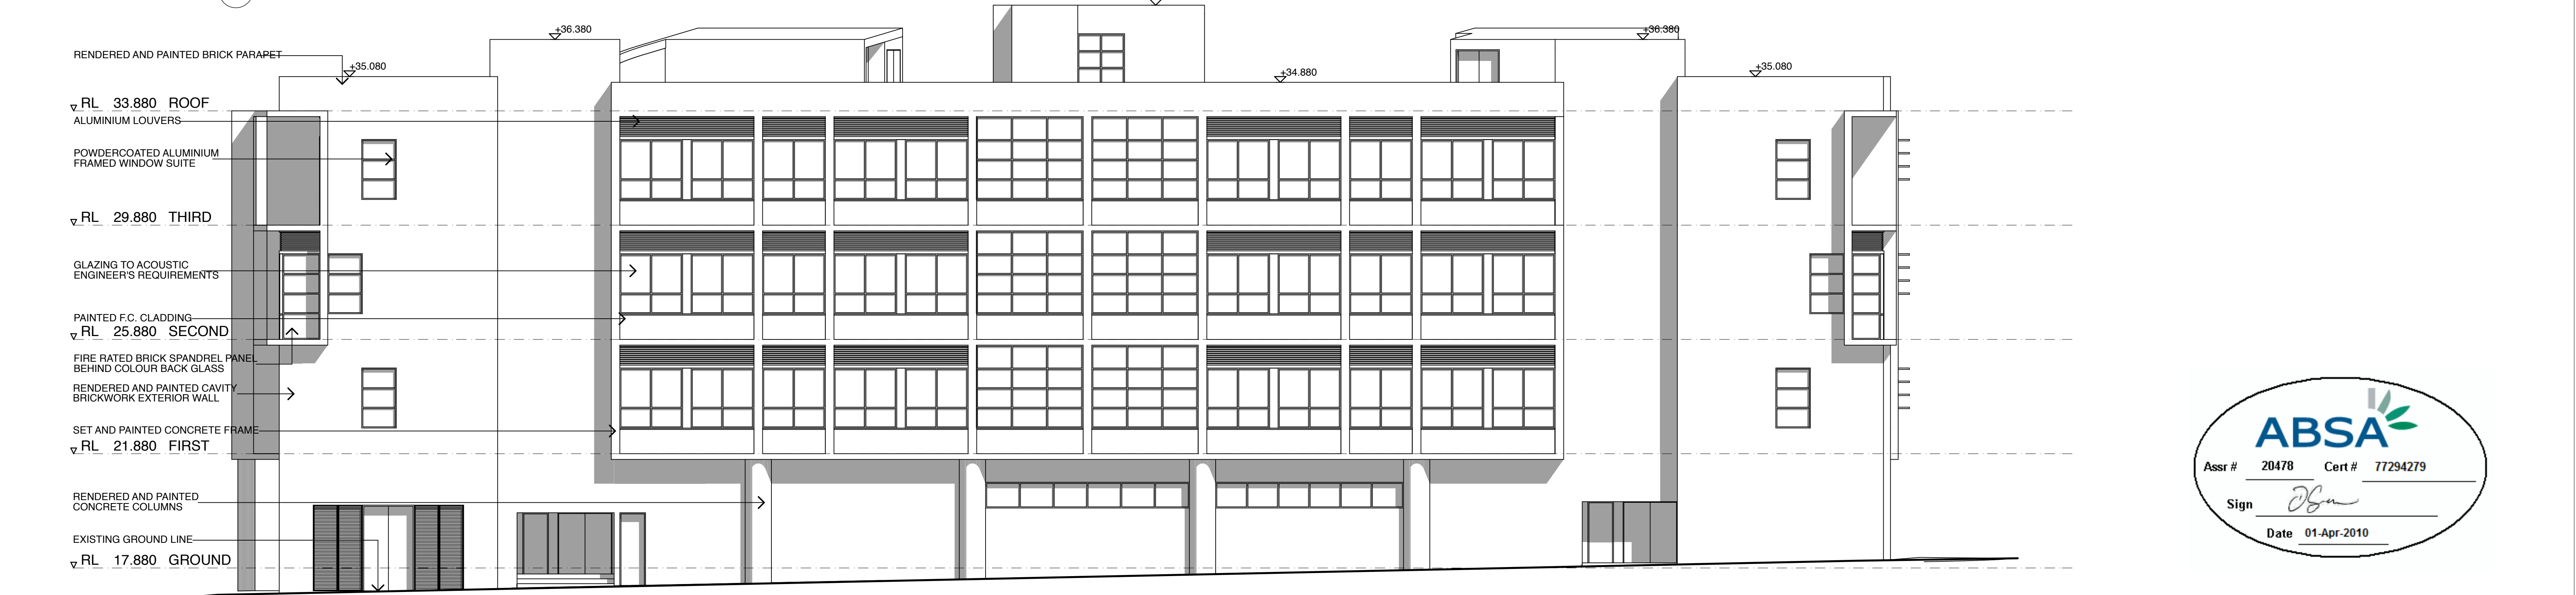 +36.380
+36.380
RENDERED AND PAINTED BRICK PARAPET
+35.080
+34.880
+35.080
RL 33.880 ROOF
ALUMINIUM LOUVERS
POWDERCOATED ALUMINIUM
FRAMED WINDOW SUITE
RL 29.880 THIRD
GLAZING TO ACOUSTIC
ENGINEER'S REQUIREMENTS
PAINTED F.C. CLADDING
RL 25.880 SECOND
FIRE RATED BRICK SPANDREL PANEL
BEHIND COLOUR BACK GLASS
RENDERED AND PAINTED CAVITY
BRICKWORK EXTERIOR WALL
SET AND PAINTED CONCRETE FRAME
RL 21.880 FIRST
RENDERED AND PAINTED
CONCRETE COLUMNS
EXISTING GROUND LINE
RL 17.880 GROUND
ABSA
Assr # 20478 Cert # 77294279
Sign
Date 01-Apr-2010